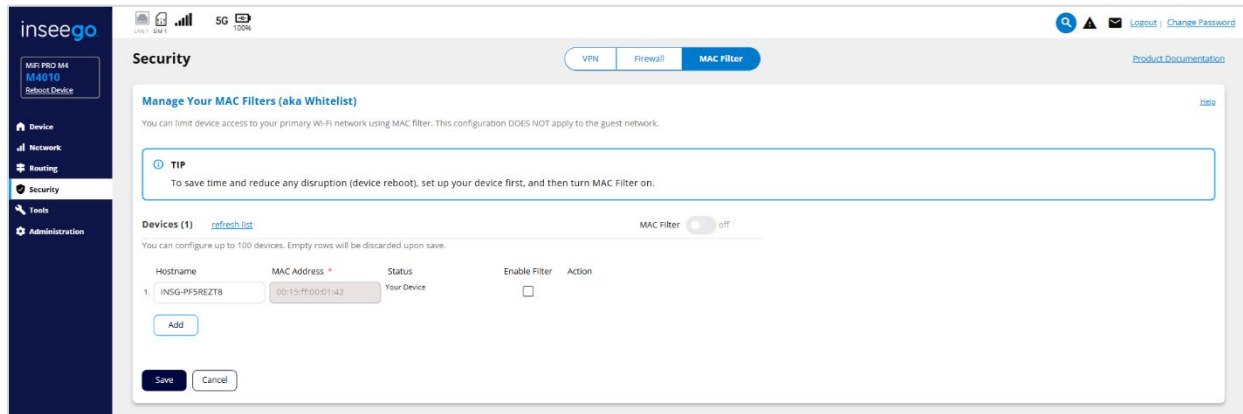 inseego
LAN 1 SIM 1 5G 100%
Logout | Change Password
MiFi PRO M4
M4010
Reboot Device
Device
Network
Routing
Security
Tools
Administration
Security
VPN Firewall MAC Filter
Product Documentation
Manage Your MAC Filters (aka Whitelist)
Help
You can limit device access to your primary Wi-Fi network using MAC filter. This configuration DOES NOT apply to the guest network.
TIP
To save time and reduce any disruption (device reboot), set up your device first, and then turn MAC Filter on.
Devices (1) refresh list MAC Filter off
You can configure up to 100 devices. Empty rows will be discarded upon save.
Hostname MAC Address * Status Enable Filter Action
1. INSG-PF5REZT8 00:15:ff:00:01:42 Your Device
Add
Save Cancel